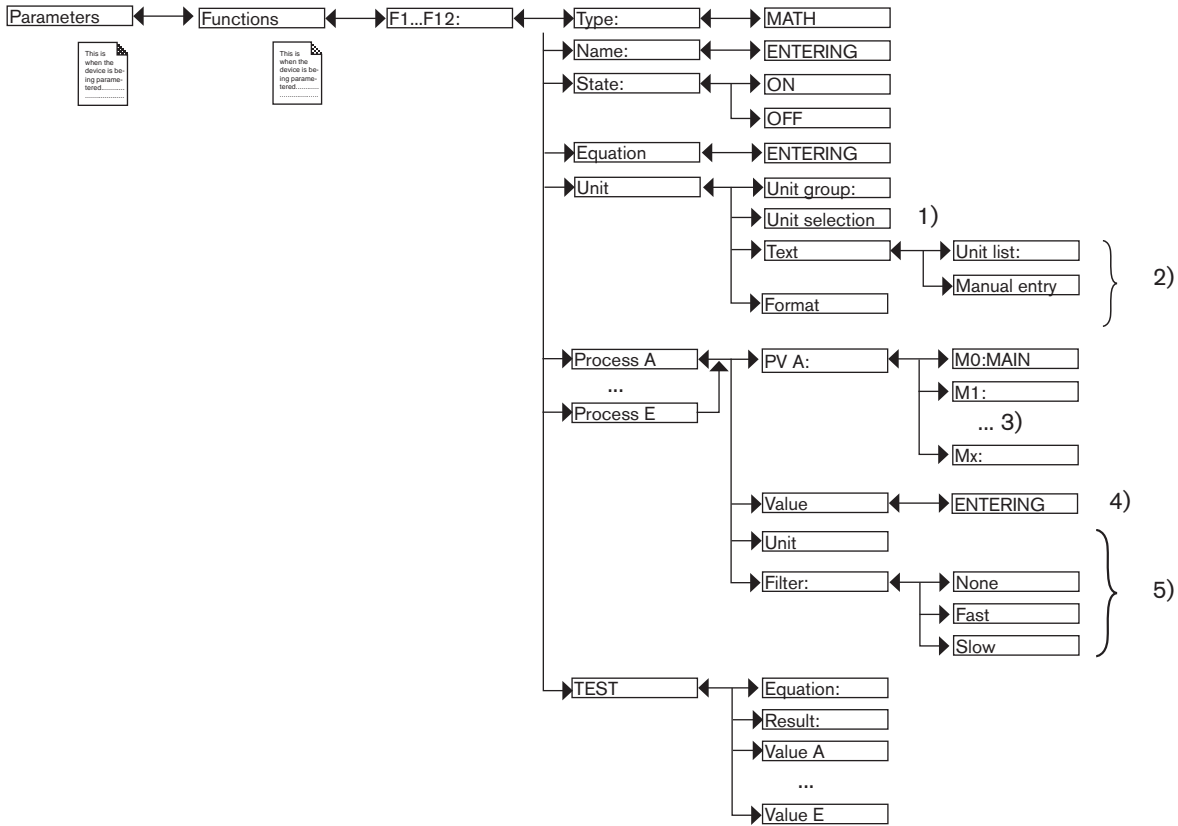 Parameters Functions F1...F12: Type: MATH
This is
when the
device is be-
ing parame-
tered...........
.....................
This is
when the
device is be-
ing parame-
tered...........
.....................
Name: ENTERING
State: ON
OFF
Equation ENTERING
Unit Unit group:
Unit selection 1)
Text Unit list:
Manual entry 2)
Format
Process A PV A: M0:MAIN
... M1:
Process E ... 3)
Mx:
Value ENTERING 4)
Unit
Filter: None 5)
Fast
Slow
TEST Equation:
Result:
Value A
...
Value E